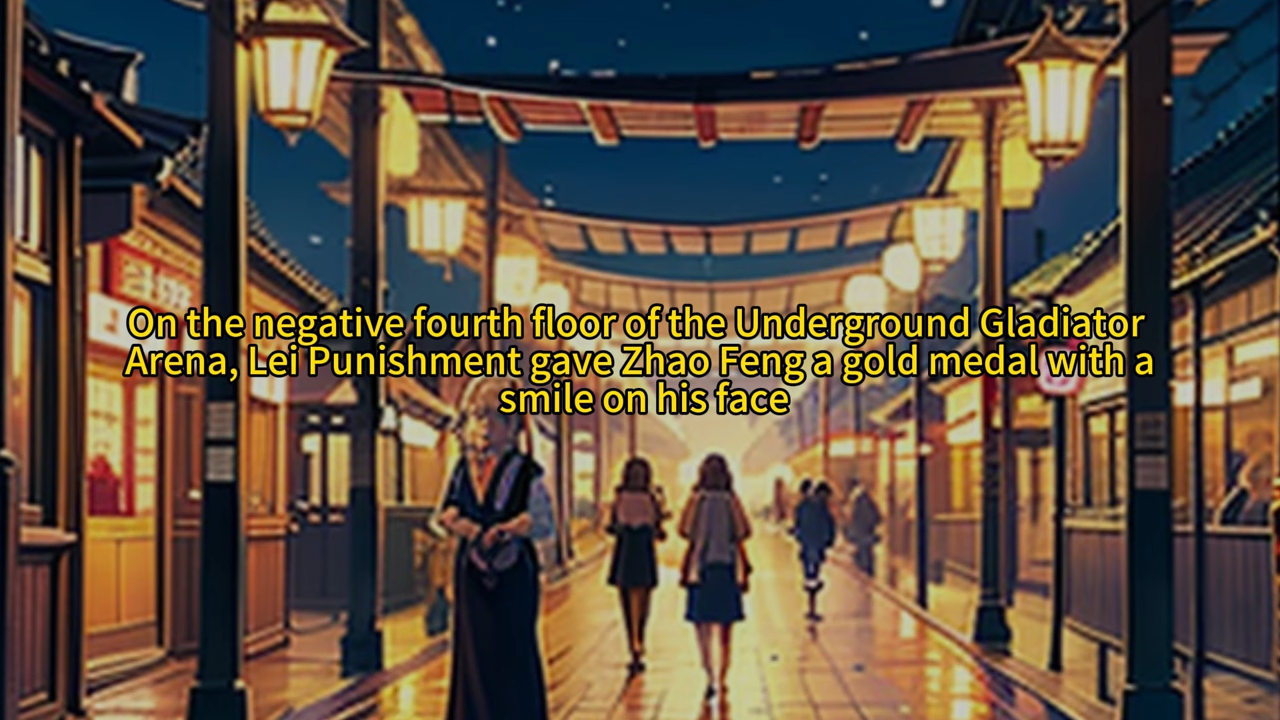 On the negative fourth floor of the Underground Gladiator
Arena, Lei Punishment gave Zhao Feng a gold medal with a
smile on his face